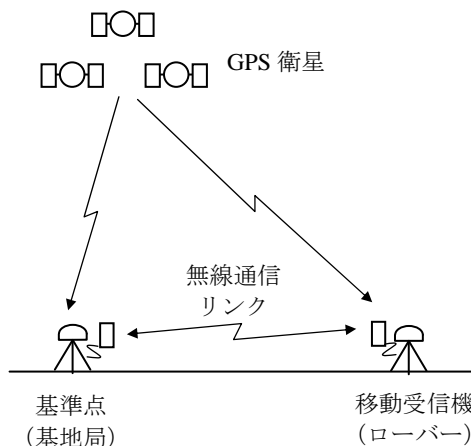 GPS 衛星
無線通信
リンク
基準点
（基地局）
移動受信機
（ローバー）